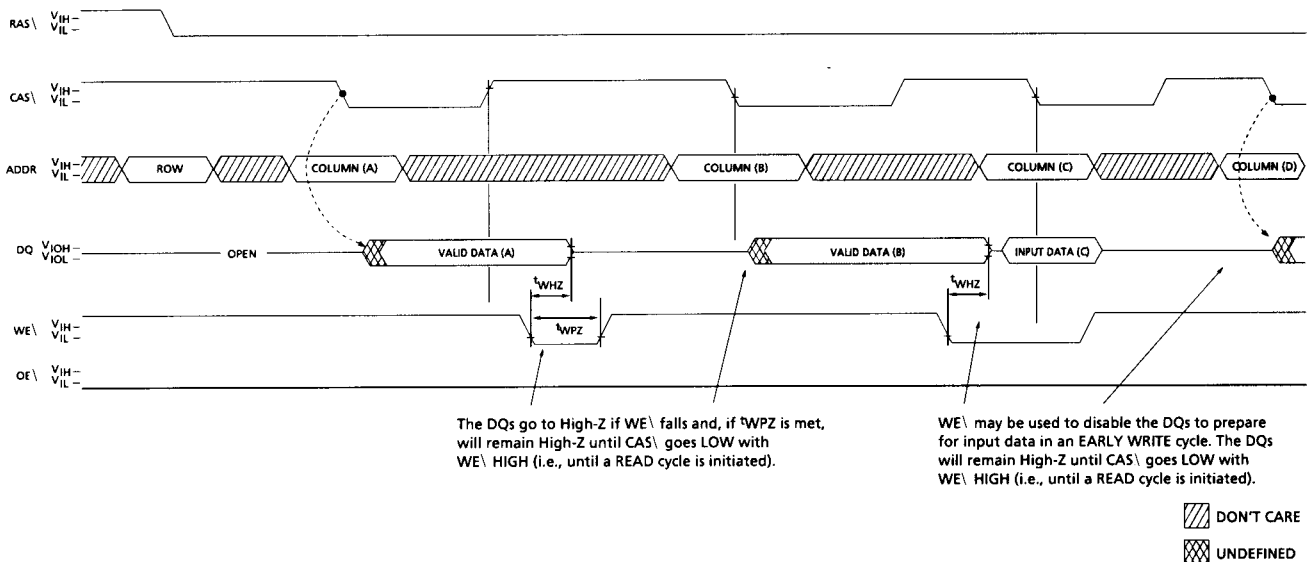 RAS\ VIH–
VIL –
CAS\ VIH–
VIL –
ADDR VIH–
VIL –
ROW
COLUMN (A)
COLUMN (B)
COLUMN (C)
COLUMN (D)
DQ VIOH–
VIOL–
OPEN
VALID DATA (A)
VALID DATA (B)
INPUT DATA (C)
tWHZ
tWHZ
tWPZ
WE\ VIH–
VIL –
OE\ VIH–
VIL –
The DQs go to High-Z if WE\ falls and, if tWPZ is met,
will remain High-Z until CAS\ goes LOW with
WE\ HIGH (i.e., until a READ cycle is initiated).
WE\ may be used to disable the DQs to prepare
for input data in an EARLY WRITE cycle. The DQs
will remain High-Z until CAS\ goes LOW with
WE\ HIGH (i.e., until a READ cycle is initiated).
DON'T CARE
UNDEFINED